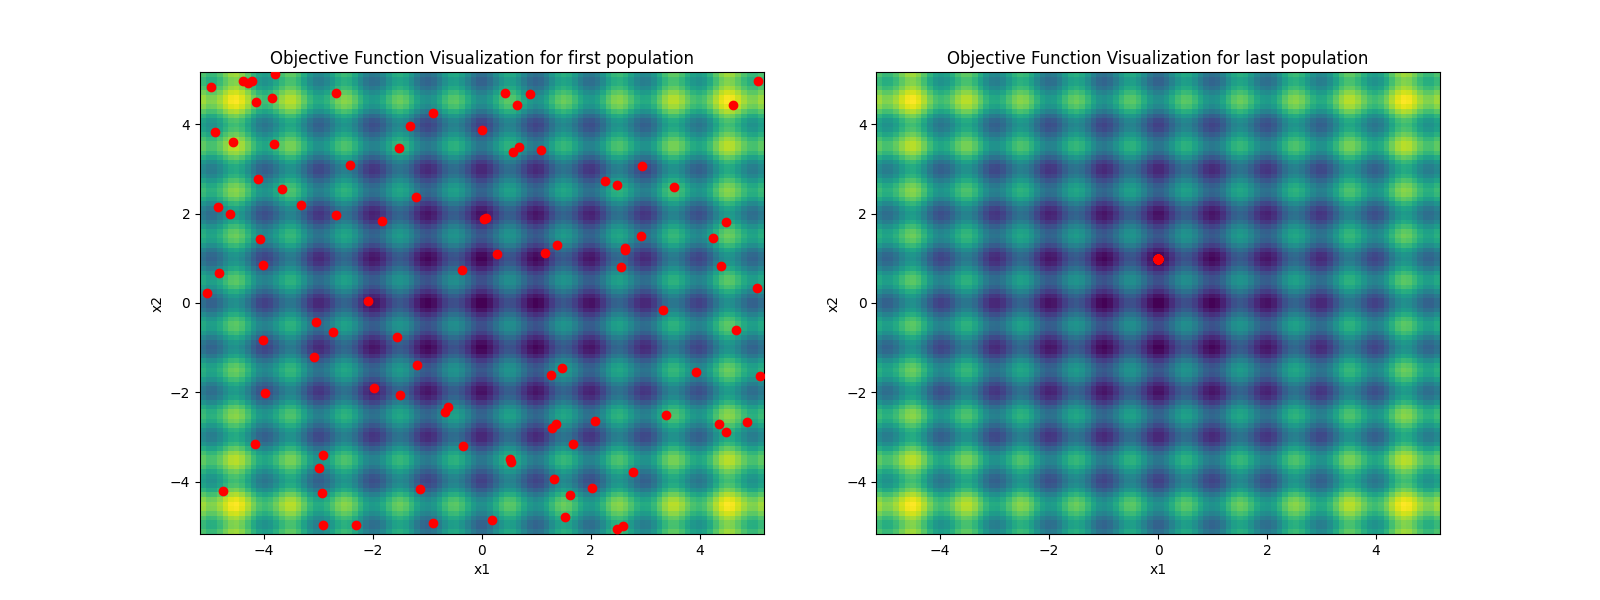 Objective Function Visualization for first population
4
2
0
−2
−4
x2
−4 −2 0 2 4
x1
Objective Function Visualization for last population
4
2
0
−2
−4
x2
−4 −2 0 2 4
x1